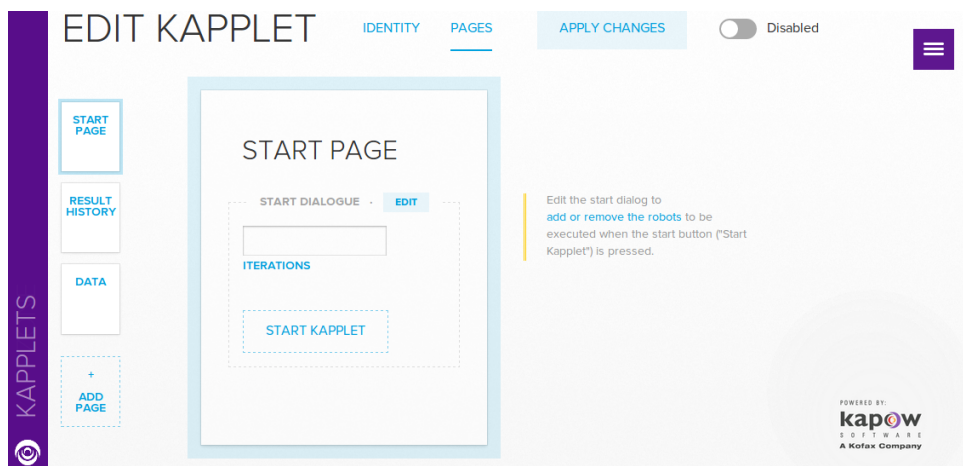 EDIT KAPPLET
IDENTITY
PAGES
APPLY CHANGES
Disabled
START
PAGE
RESULT
HISTORY
DATA
+
ADD
PAGE
KAPPLETS
START PAGE
START DIALOGUE -
EDIT
ITERATIONS
START KAPPLET
Edit the start dialog to
add or remove the robots to be
executed when the start button ("Start
Kapplet") is pressed.
POWERED BY:
kapow
SOFTWARE
A Kofax Company